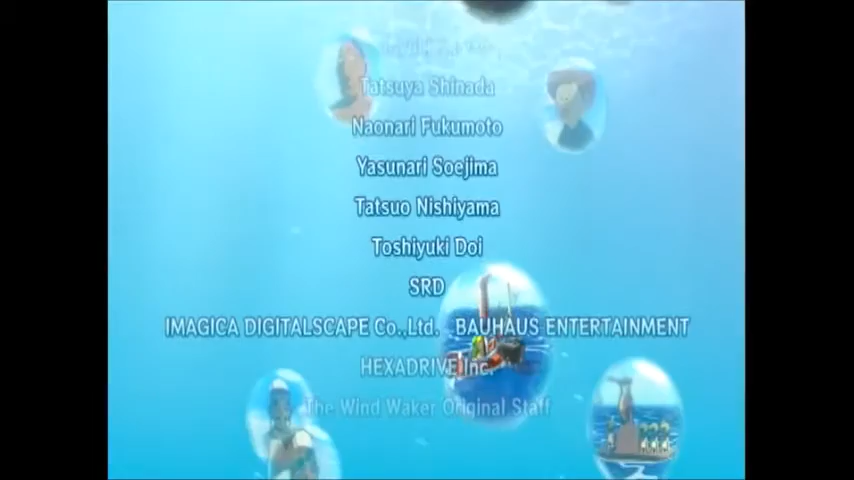 Tatsuya Shinada
Naonari Fukumoto
Yasunari Soejima
Tatsuo Nishiyama
Toshiyuki Doi
SRD
IMAGICA DIGITALSCAPE Co.,Ltd. BAUHAUS ENTERTAINMENT
HEXADRIVE Inc.
The Wind Waker Original Staff